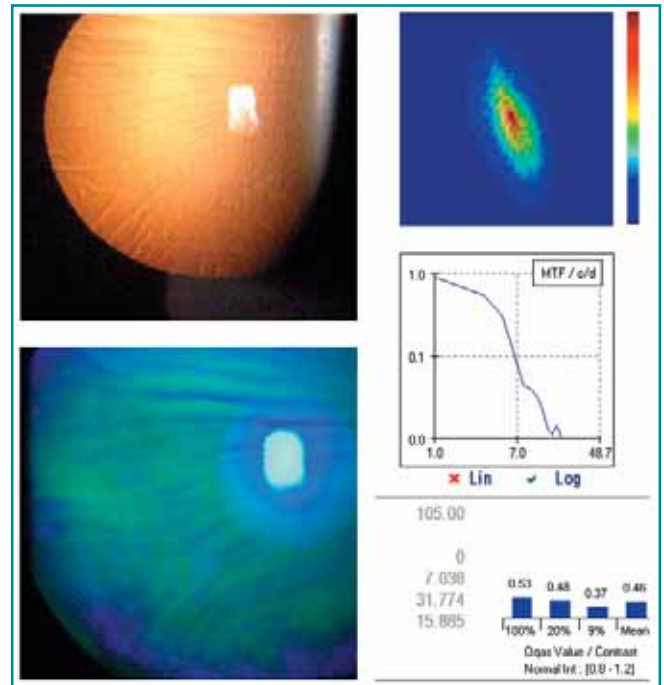 MTF / c/d
1.0
0.1
0.0
1.0 7.0 48.7
Lin Log
105.00
0
7.038
31.774
15.885
0.53 0.48 0.37 0.46
100% 20% 9% Mean
Oqas Value / Contrast
Normal Int : [0.8 - 1.2]